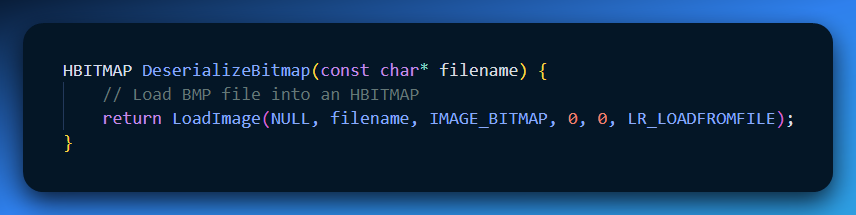 HBITMAP DeserializeBitmap(const char* filename) {
    // Load BMP file into an HBITMAP
    return LoadImage(NULL, filename, IMAGE_BITMAP, 0, 0, LR_LOADFROMFILE);
}